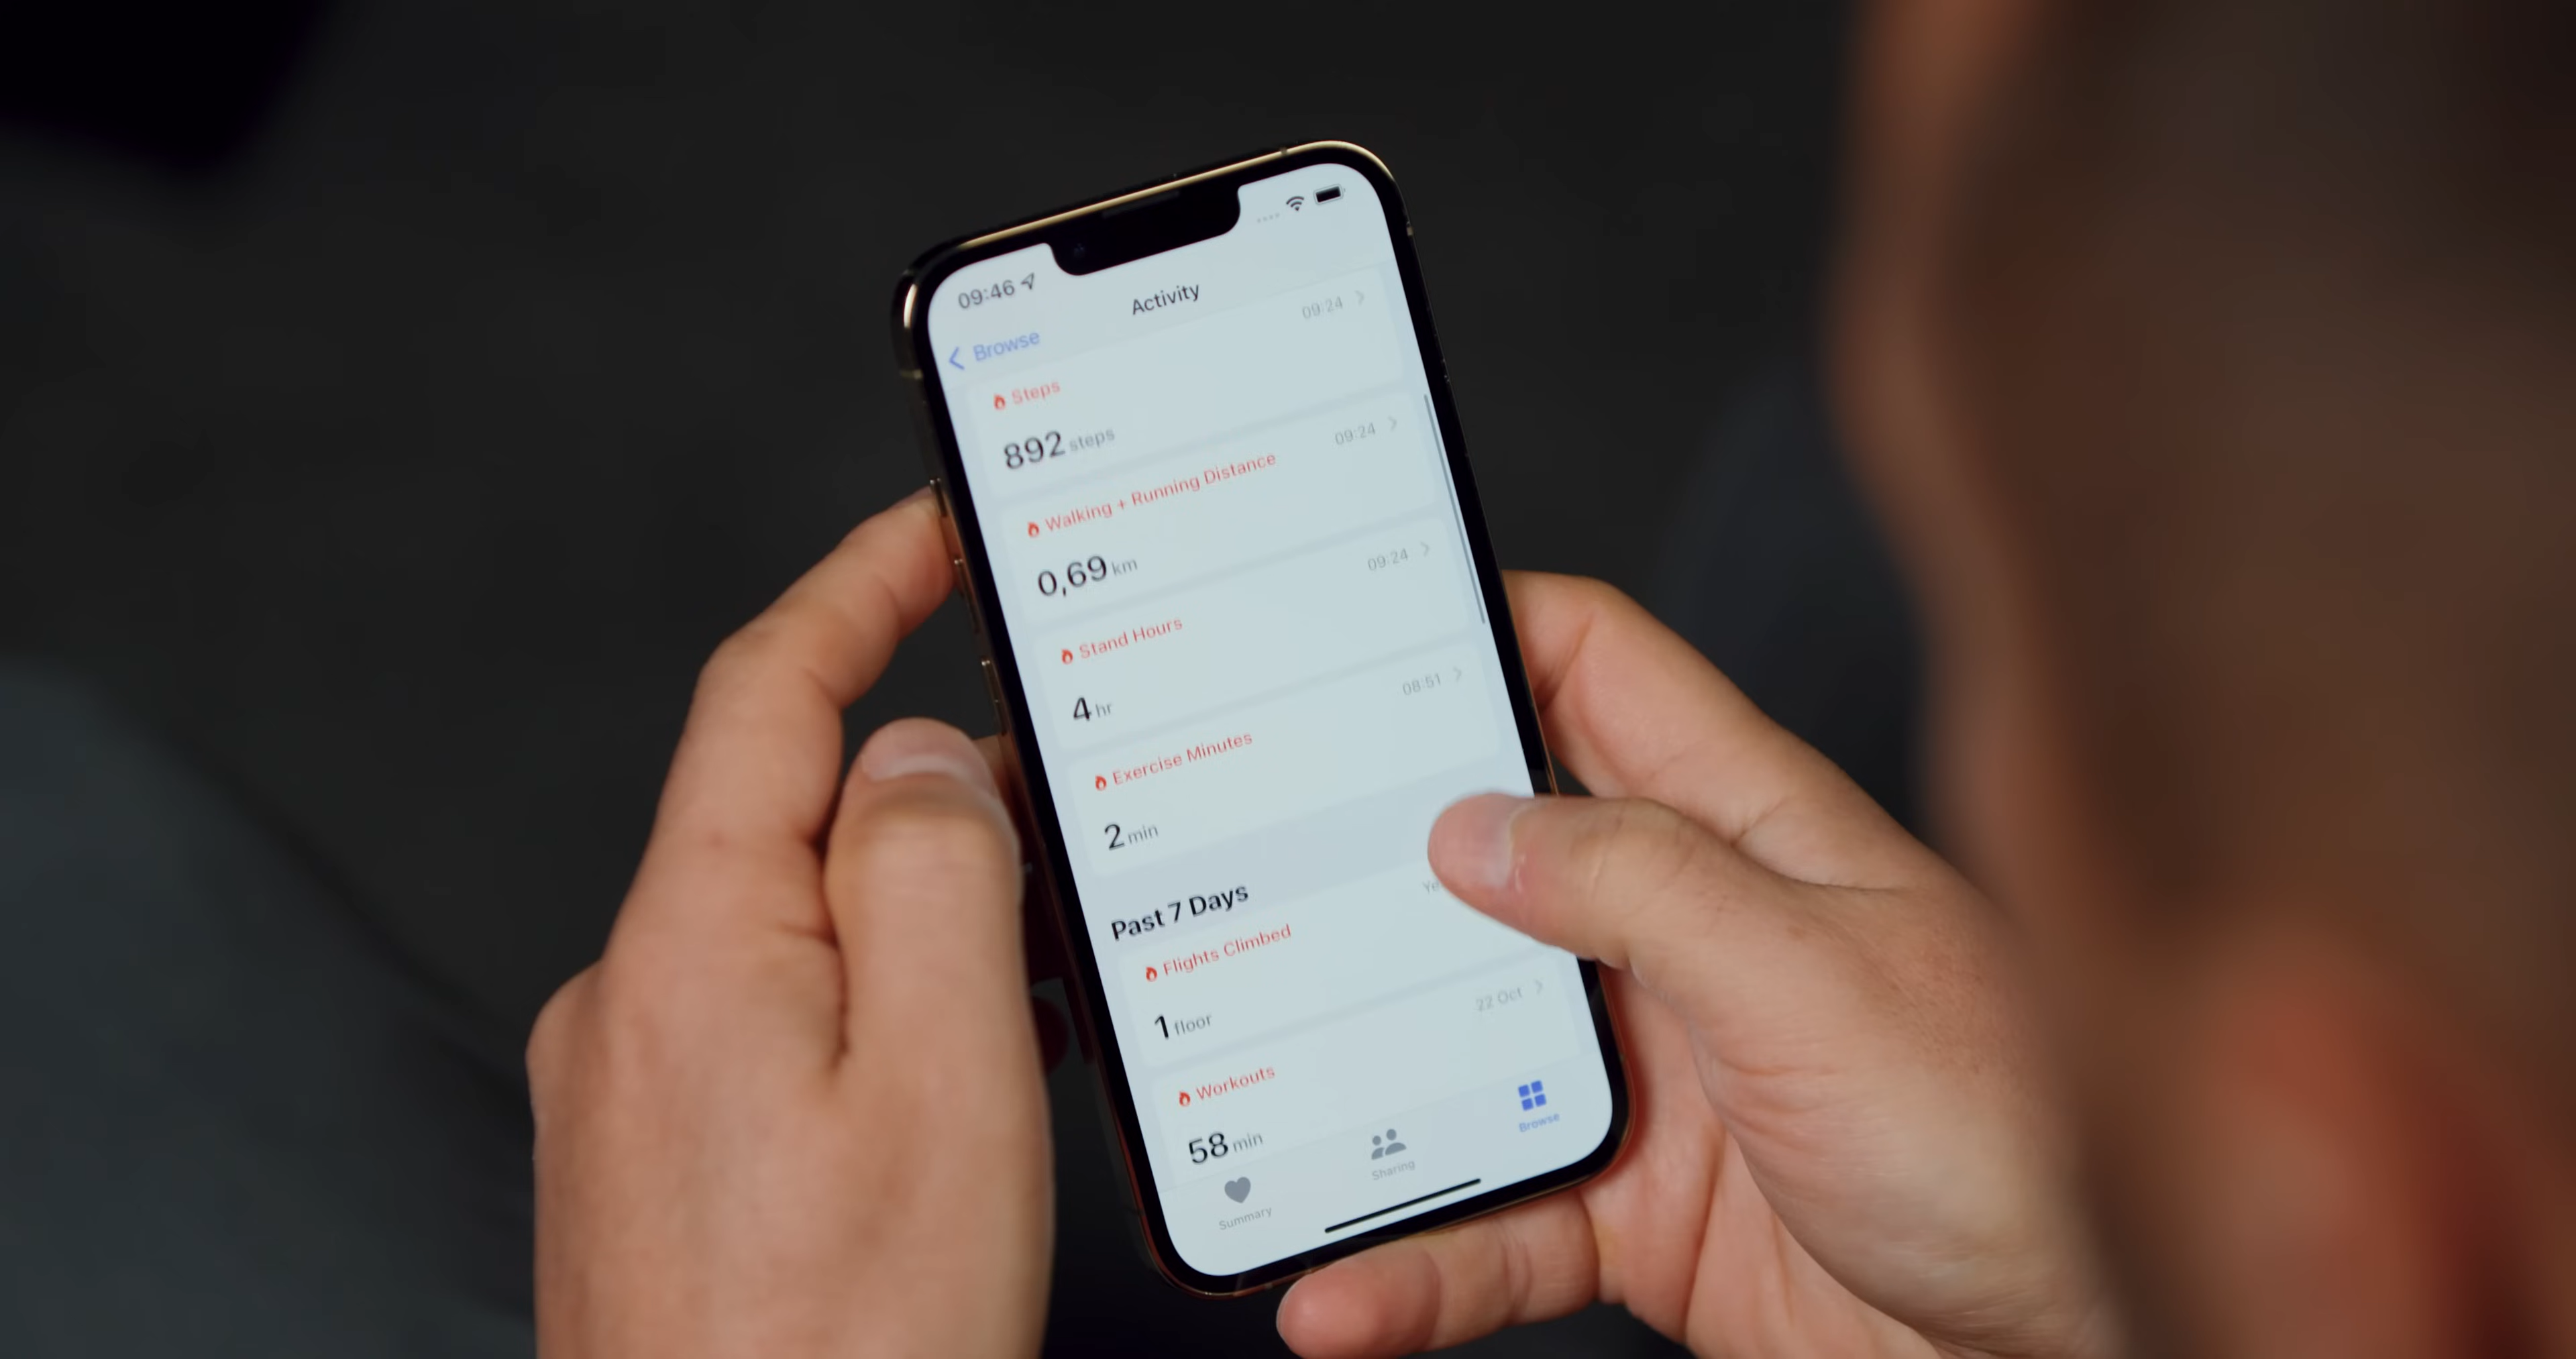 09:46
Activity
Browse
Steps
09:24
892 steps
Walking + Running Distance
09:24
0,69 km
Stand Hours
09:24
4 hr
Exercise Minutes
08:51
2 min
Past 7 Days
Flights Climbed
1 floor
Workouts
22 Oct
58 min
Summary
Sharing
Browse